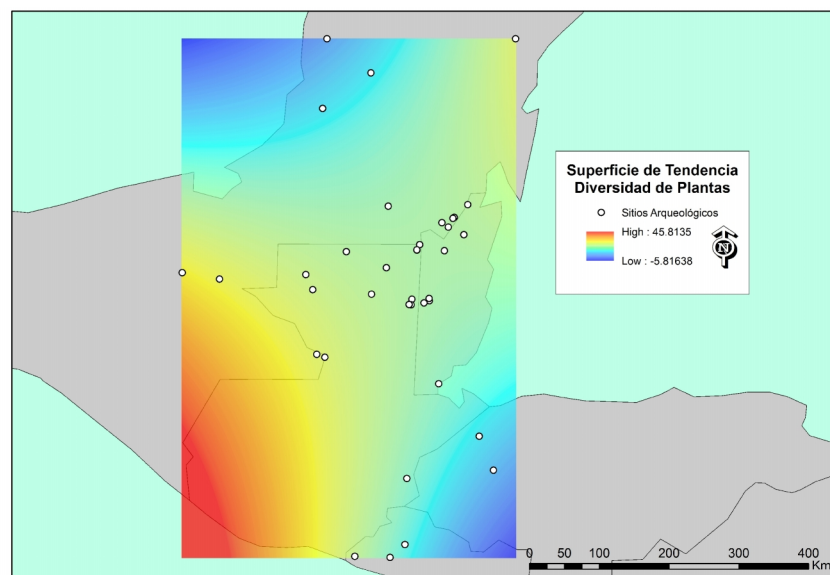 Superficie de Tendencia
Diversidad de Plantas
Sitios Arqueológicos
High : 45.8135
Low : -5.81638
N
0 50 100 200 300 400
Km